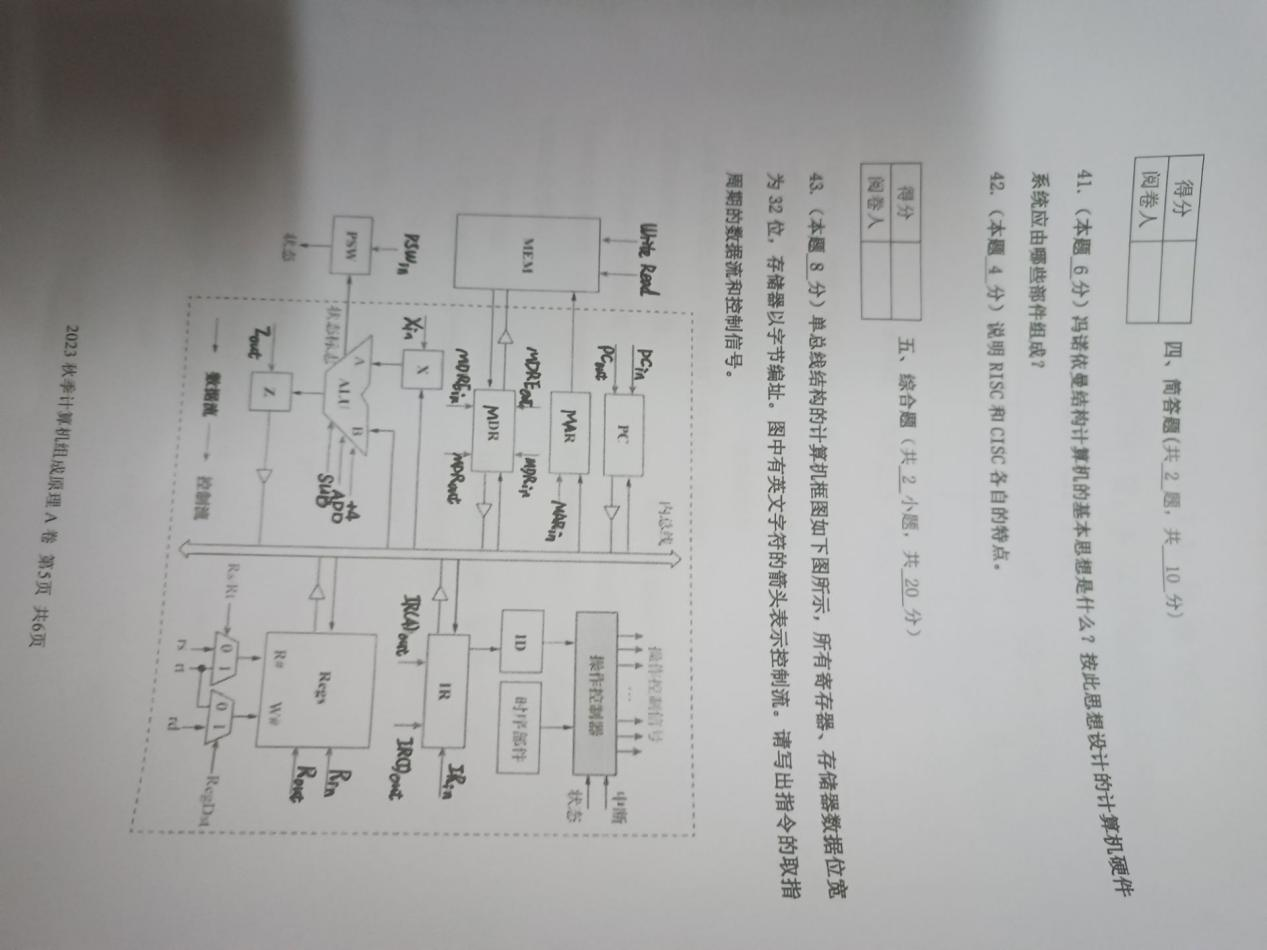 得分
阅卷人
四、简答题(共 2 题，共 10 分)
41. （本题 6 分）冯诺依曼结构计算机的基本思想是什么？按此思想设计的计算机硬件
系统应由哪些部件组成？
42. （本题 4 分）说明 RISC 和 CISC 各自的特点。
得分
阅卷人
五、综合题（共 2 小题，共 20 分）
43. （本题 8 分）单总线结构的计算机框图如下图所示，所有寄存器、存储器数据位宽
为 32 位，存储器以字节编址。图中有英文字符的箭头表示控制流。请写出指令的取指
周期的数据流和控制信号。
Write Read
MEM
PCin
PCout
PC
MAR
MARin
MDREout
MDRin
MDR
MDREin
MDRout
内总线
PSWin
PSW
状态
Xin
X
状态标志
A
ALU
B
+4
ADD
SUB
Zout
Z
操作控制信号
...
操作控制器
中断
状态
ID
时序部件
IR
IRin
IR(A)out
IR(I)out
Regs
R#
W#
Rin
Rout
Rs/Rt
0 1
0 1
rs
rt
rd
RegDst
数据流
控制流
2023 秋季计算机组成原理 A 卷 第5页 共6页